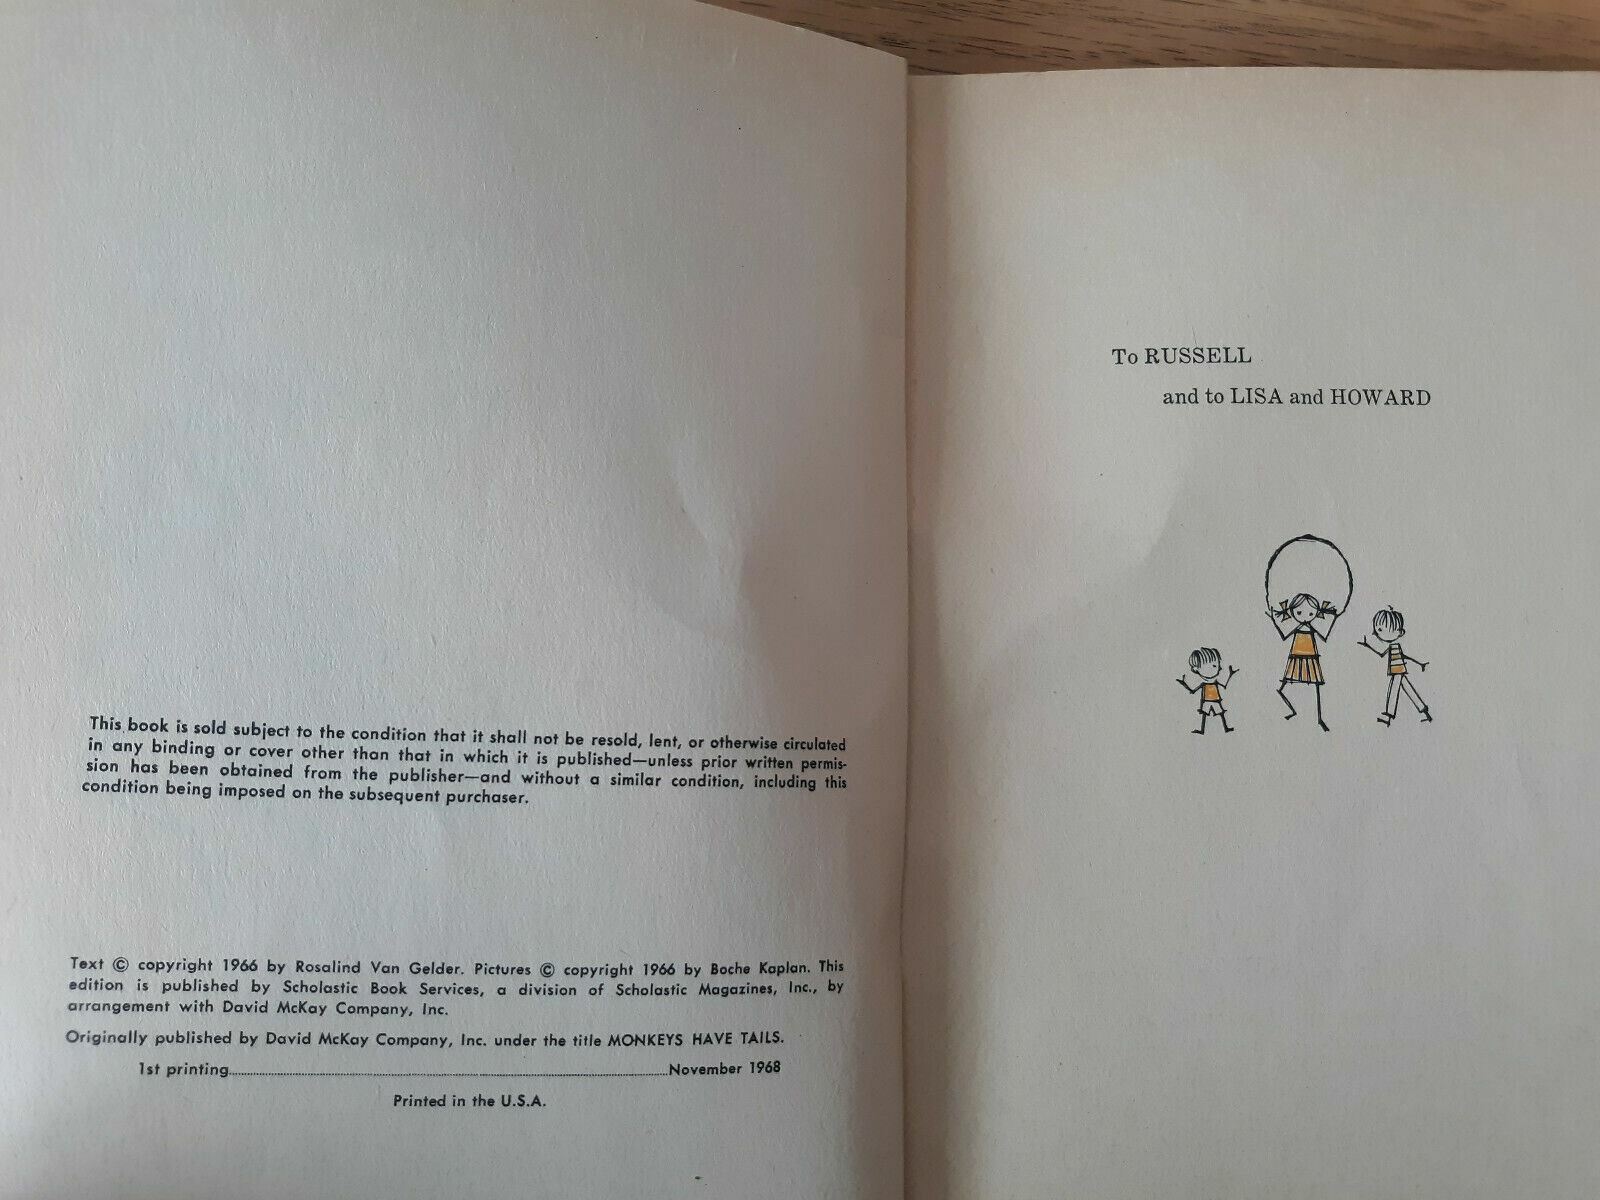 This book is sold subject to the condition that it shall not be resold, lent, or otherwise circulated
in any binding or cover other than that in which it is published—unless prior written permis-
sion has been obtained from the publisher—and without a similar condition, including this
condition being imposed on the subsequent purchaser.
Text © copyright 1966 by Rosalind Van Gelder. Pictures © copyright 1966 by Boche Kaplan. This
edition is published by Scholastic Book Services, a division of Scholastic Magazines, Inc., by
arrangement with David McKay Company, Inc.
Originally published by David McKay Company, Inc. under the title MONKEYS HAVE TAILS.
1st printing..........November 1968
Printed in the U.S.A.
To RUSSELL
and to LISA and HOWARD